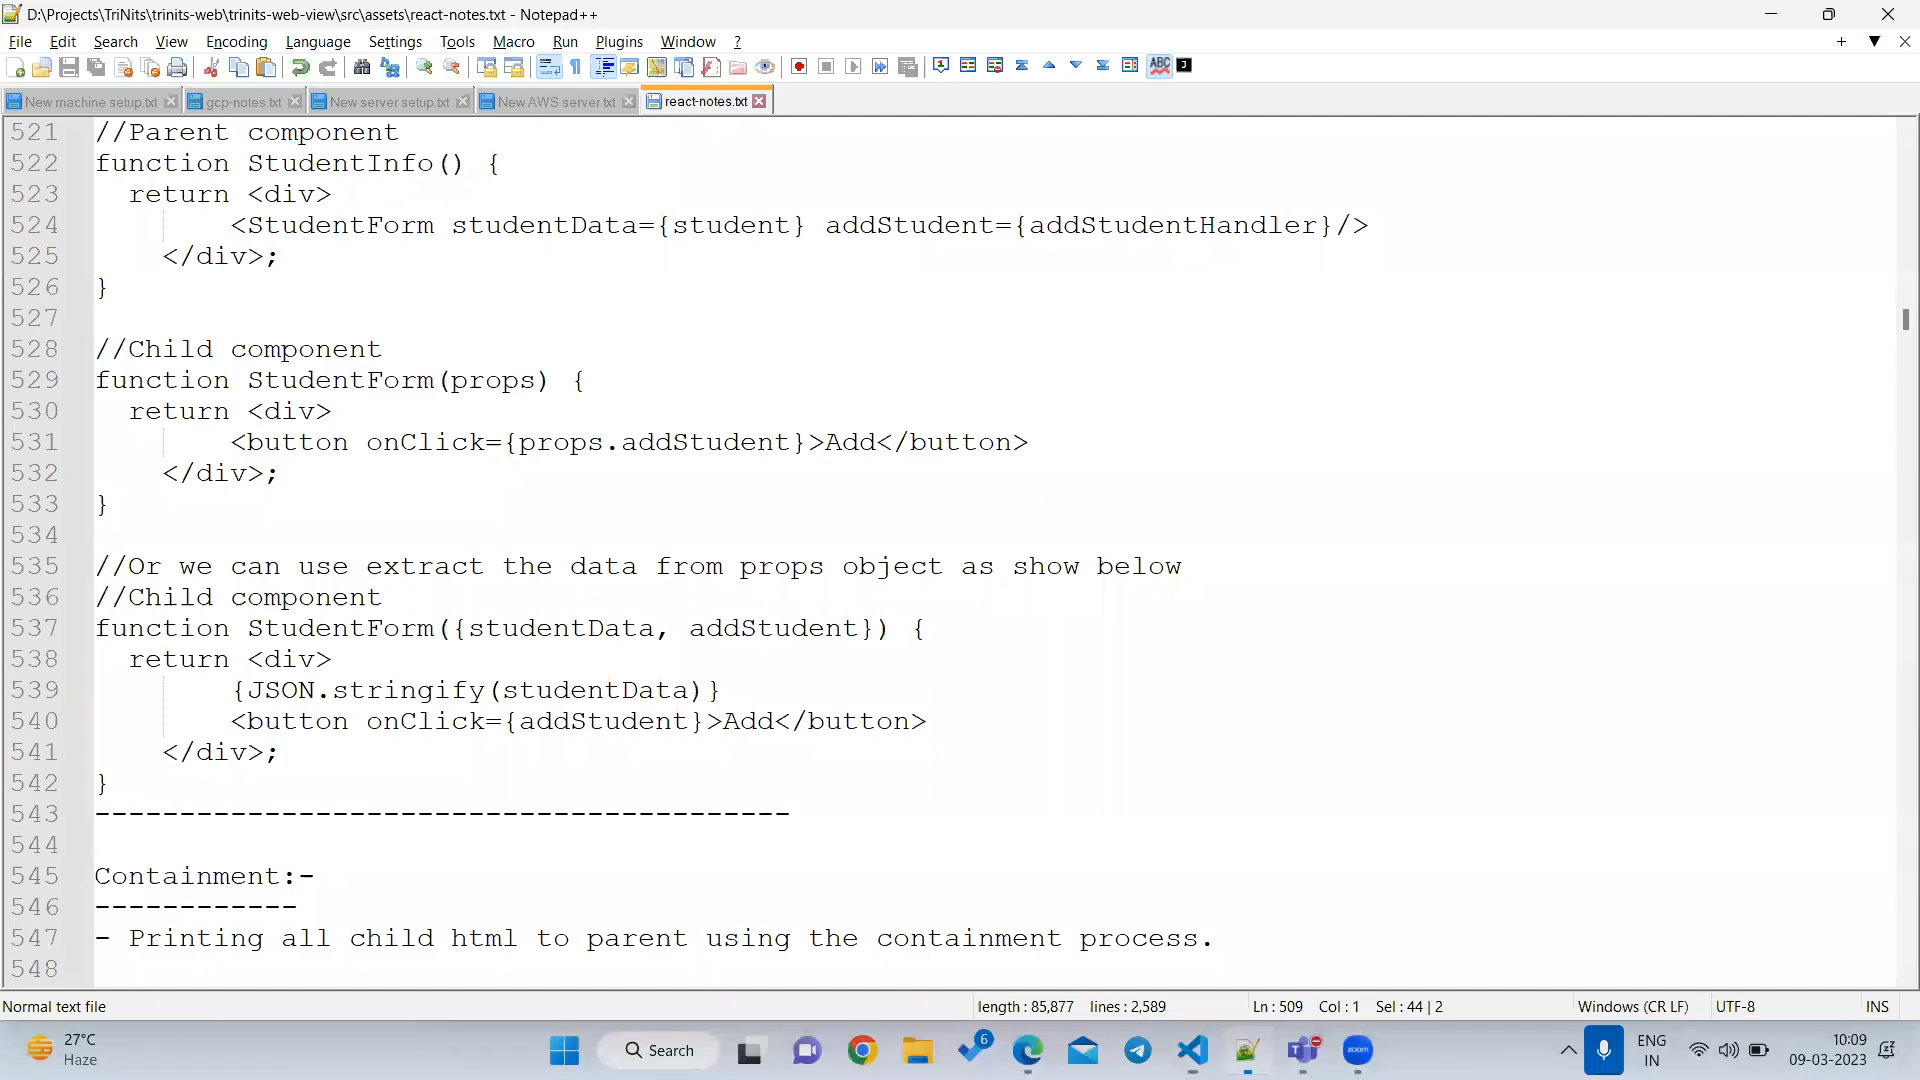 D:\Projects\TriNits\trinits-web\trinits-web-view\src\assets\react-notes.txt - Notepad++
File Edit Search View Encoding Language Settings Tools Macro Run Plugins Window ?
New machine setup.txt gcp-notes.txt New server setup.txt New AWS server.txt react-notes.txt
521 //Parent component
522 function StudentInfo() {
523 return <div>
524 <StudentForm studentData={student} addStudent={addStudentHandler}/>
525 </div>;
526 }
527
528 //Child component
529 function StudentForm(props) {
530 return <div>
531 <button onClick={props.addStudent}>Add</button>
532 </div>;
533 }
534
535 //Or we can use extract the data from props object as show below
536 //Child component
537 function StudentForm({studentData, addStudent}) {
538 return <div>
539 {JSON.stringify(studentData)}
540 <button onClick={addStudent}>Add</button>
541 </div>;
542 }
543 -----------------------------------------
544
545 Containment:-
546 ------------
547 - Printing all child html to parent using the containment process.
548
Normal text file length : 85,877 lines : 2,589 Ln : 509 Col : 1 Sel : 44 | 2 Windows (CR LF) UTF-8 INS
27°C
Haze
Search
6
zoom
ENG
IN
10:09
09-03-2023